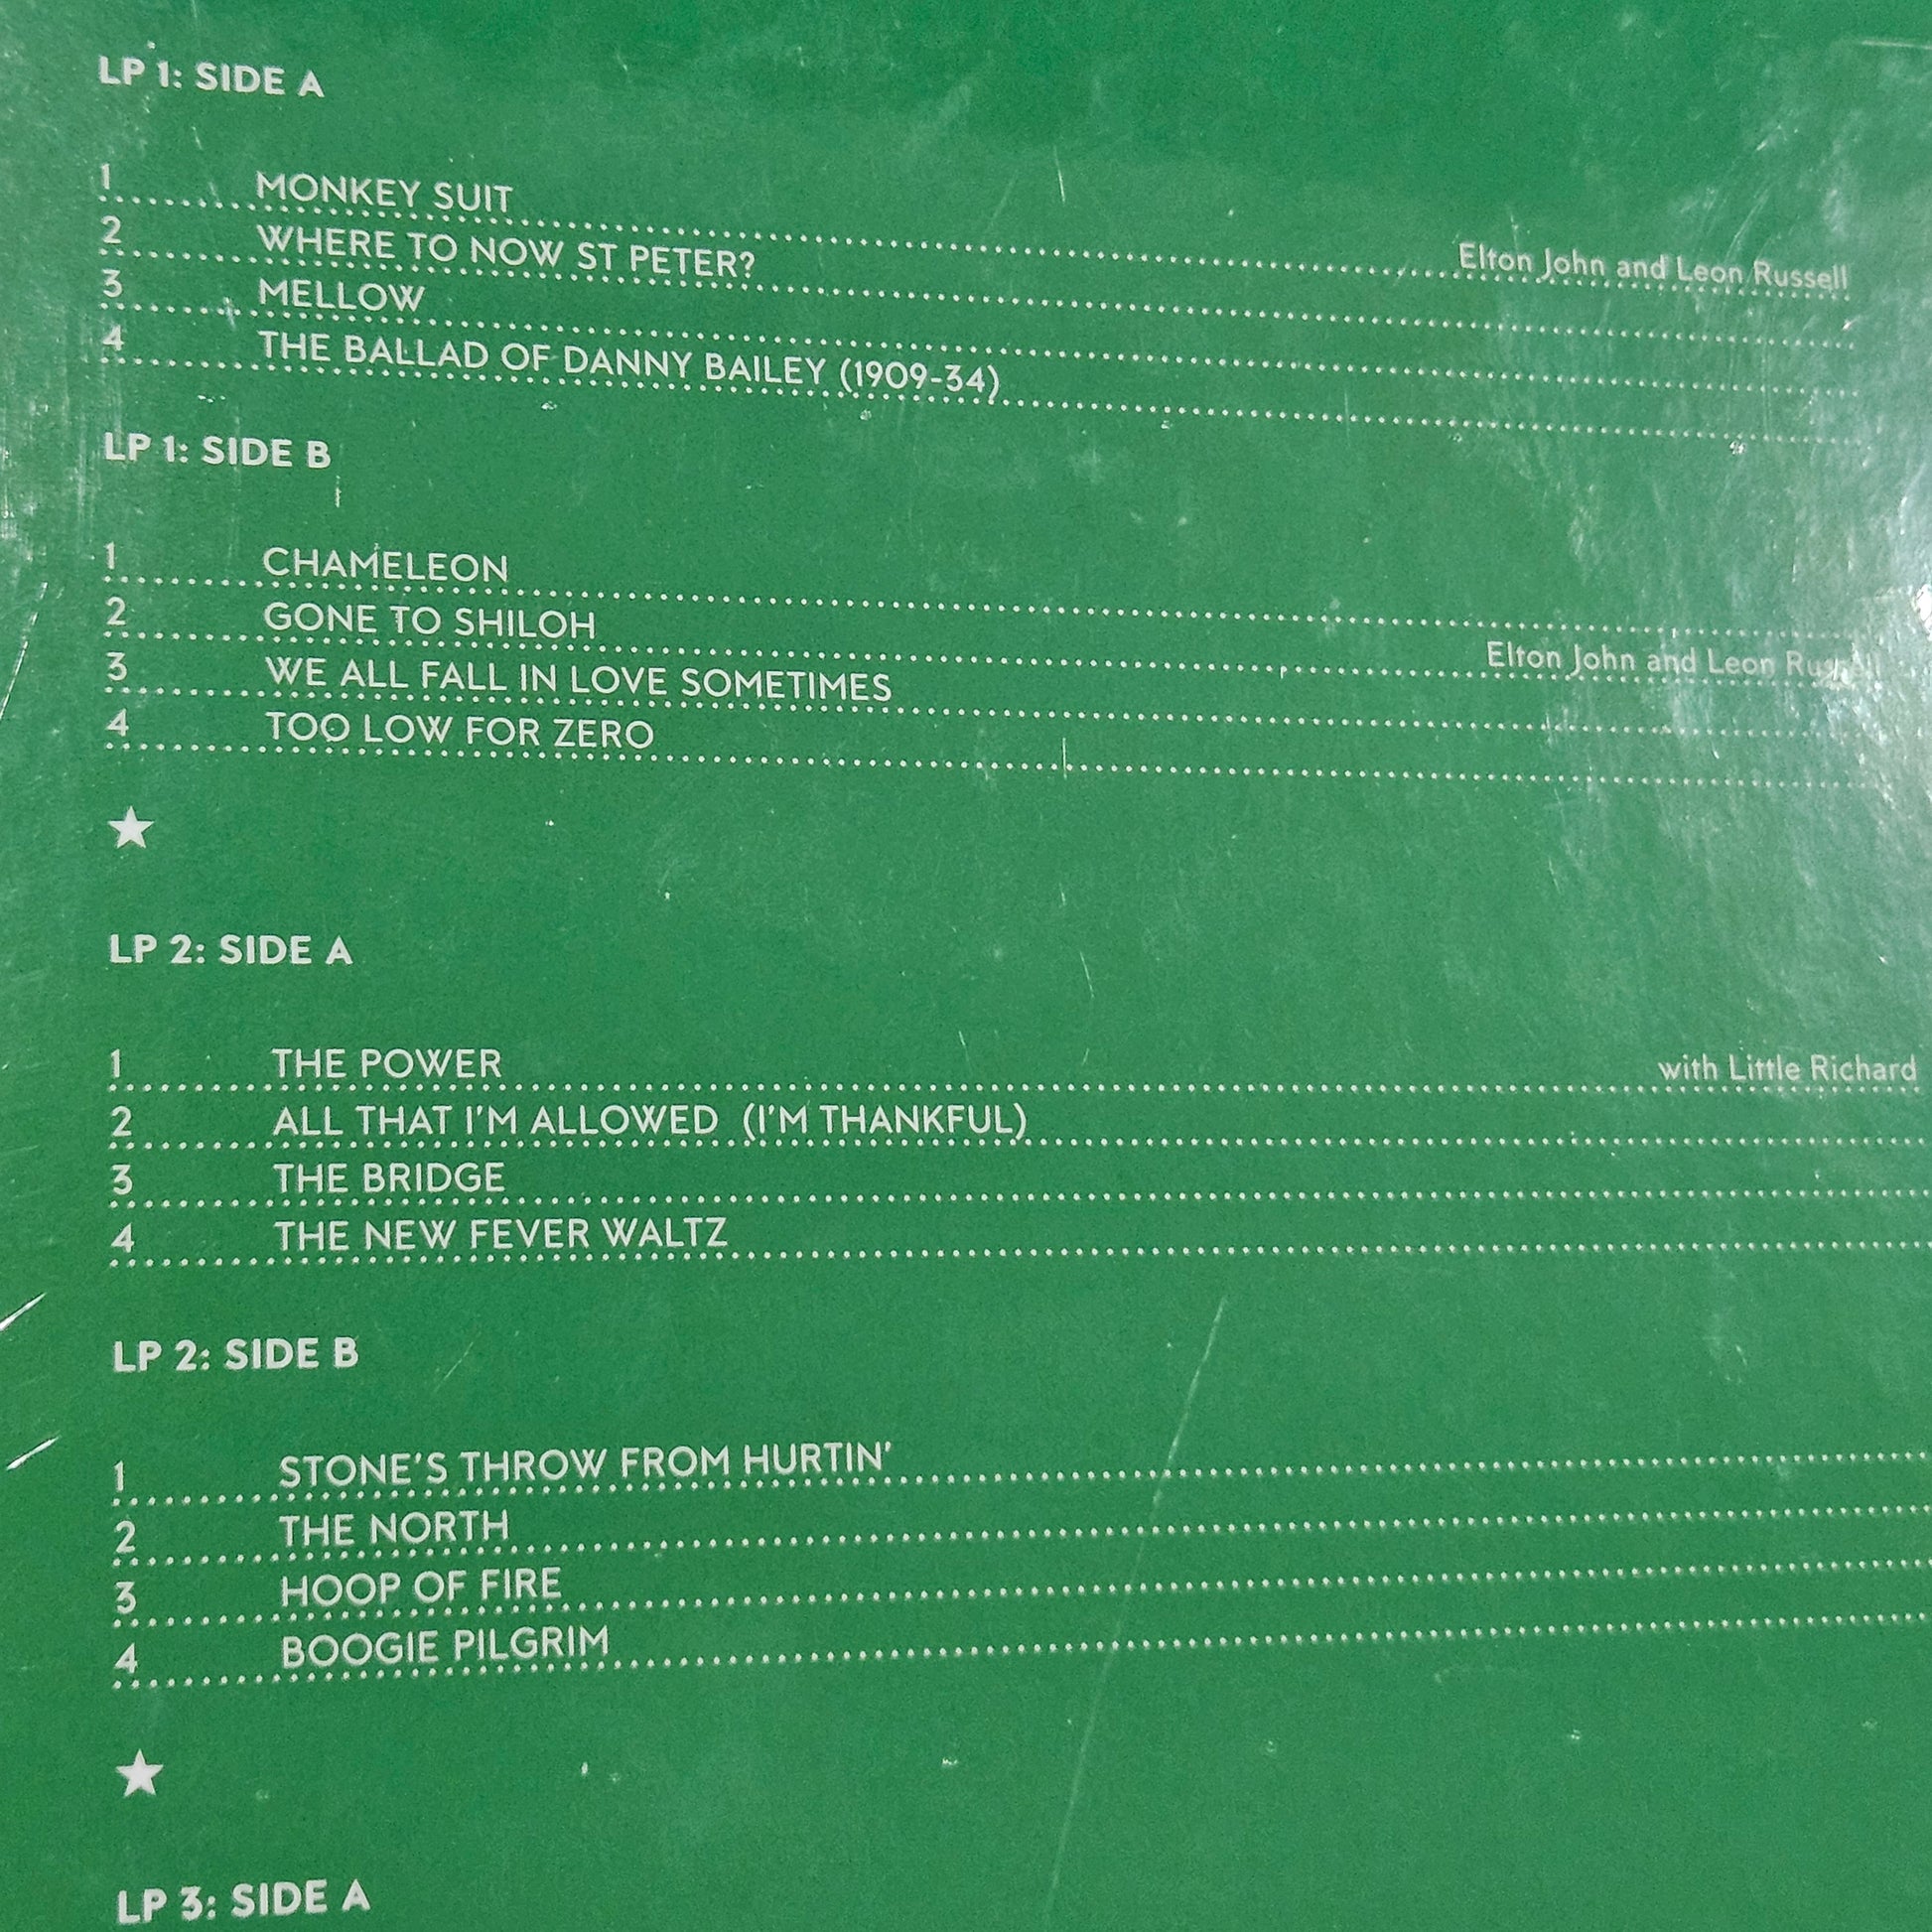 LP 1: SIDE A
1 MONKEY SUIT Elton John and Leon Russell
2 WHERE TO NOW ST PETER?
3 MELLOW
4 THE BALLAD OF DANNY BAILEY (1909-34)
LP 1: SIDE B
1 CHAMELEON
2 GONE TO SHILOH Elton John and Leon Russell
3 WE ALL FALL IN LOVE SOMETIMES
4 TOO LOW FOR ZERO
LP 2: SIDE A
1 THE POWER with Little Richard
2 ALL THAT I'M ALLOWED (I'M THANKFUL)
3 THE BRIDGE
4 THE NEW FEVER WALTZ
LP 2: SIDE B
1 STONE'S THROW FROM HURTIN'
2 THE NORTH
3 HOOP OF FIRE
4 BOOGIE PILGRIM
LP 3: SIDE A